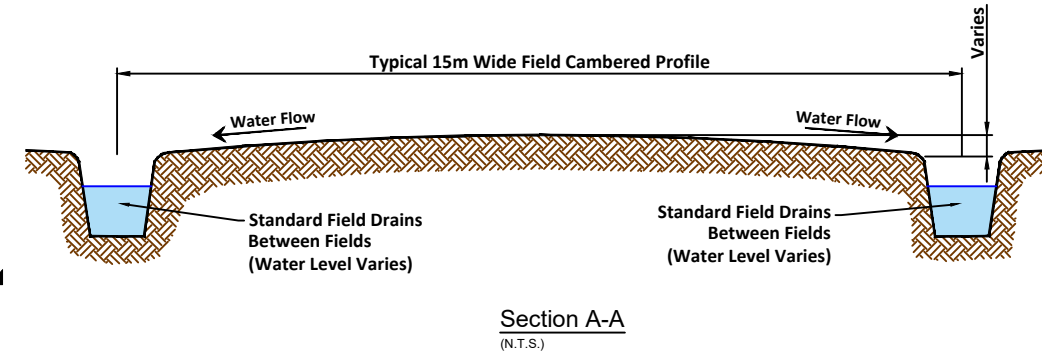 Varies
Typical 15m Wide Field Cambered Profile
Water Flow
Water Flow
Standard Field Drains
Between Fields
(Water Level Varies)
Standard Field Drains
Between Fields
(Water Level Varies)
Section A-A
(N.T.S.)